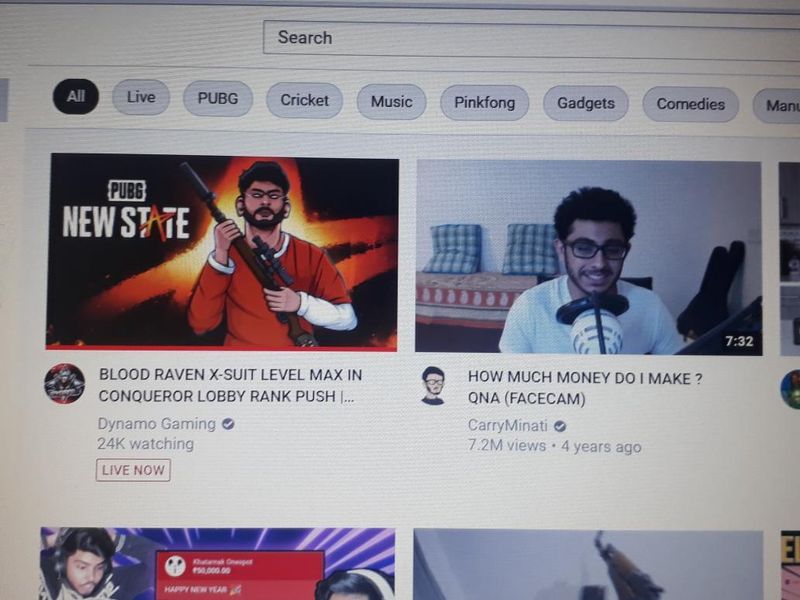 Search
All Live PUBG Cricket Music Pinkfong Gadgets Comedies Manu
PUBG
NEW STATE
7:32
BLOOD RAVEN X-SUIT LEVEL MAX IN
CONQUEROR LOBBY RANK PUSH |...
Dynamo Gaming
24K watching
LIVE NOW
HOW MUCH MONEY DO I MAKE ?
QNA (FACECAM)
CarryMinati
7.2M views • 4 years ago
Khatarnak Onespot
₹50,000.00
HAPPY NEW YEAR